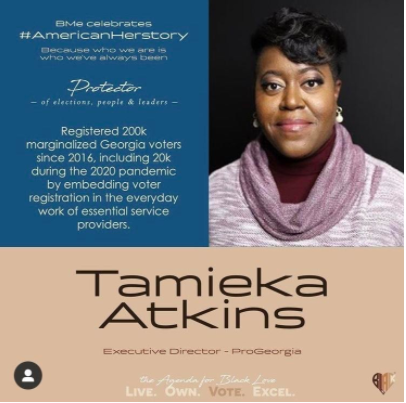 BMe celebrates
#AmericanHerstory
Because who we are is
who we've always been
Protector
— of elections, people & leaders —
Registered 200k
marginalized Georgia voters
since 2016, including 20k
during the 2020 pandemic
by embedding voter
registration in the everyday
work of essential service
providers.
Tamieka
Atkins
Executive Director - ProGeorgia
the Agenda for Black Love
LIVE. OWN. VOTE. EXCEL.